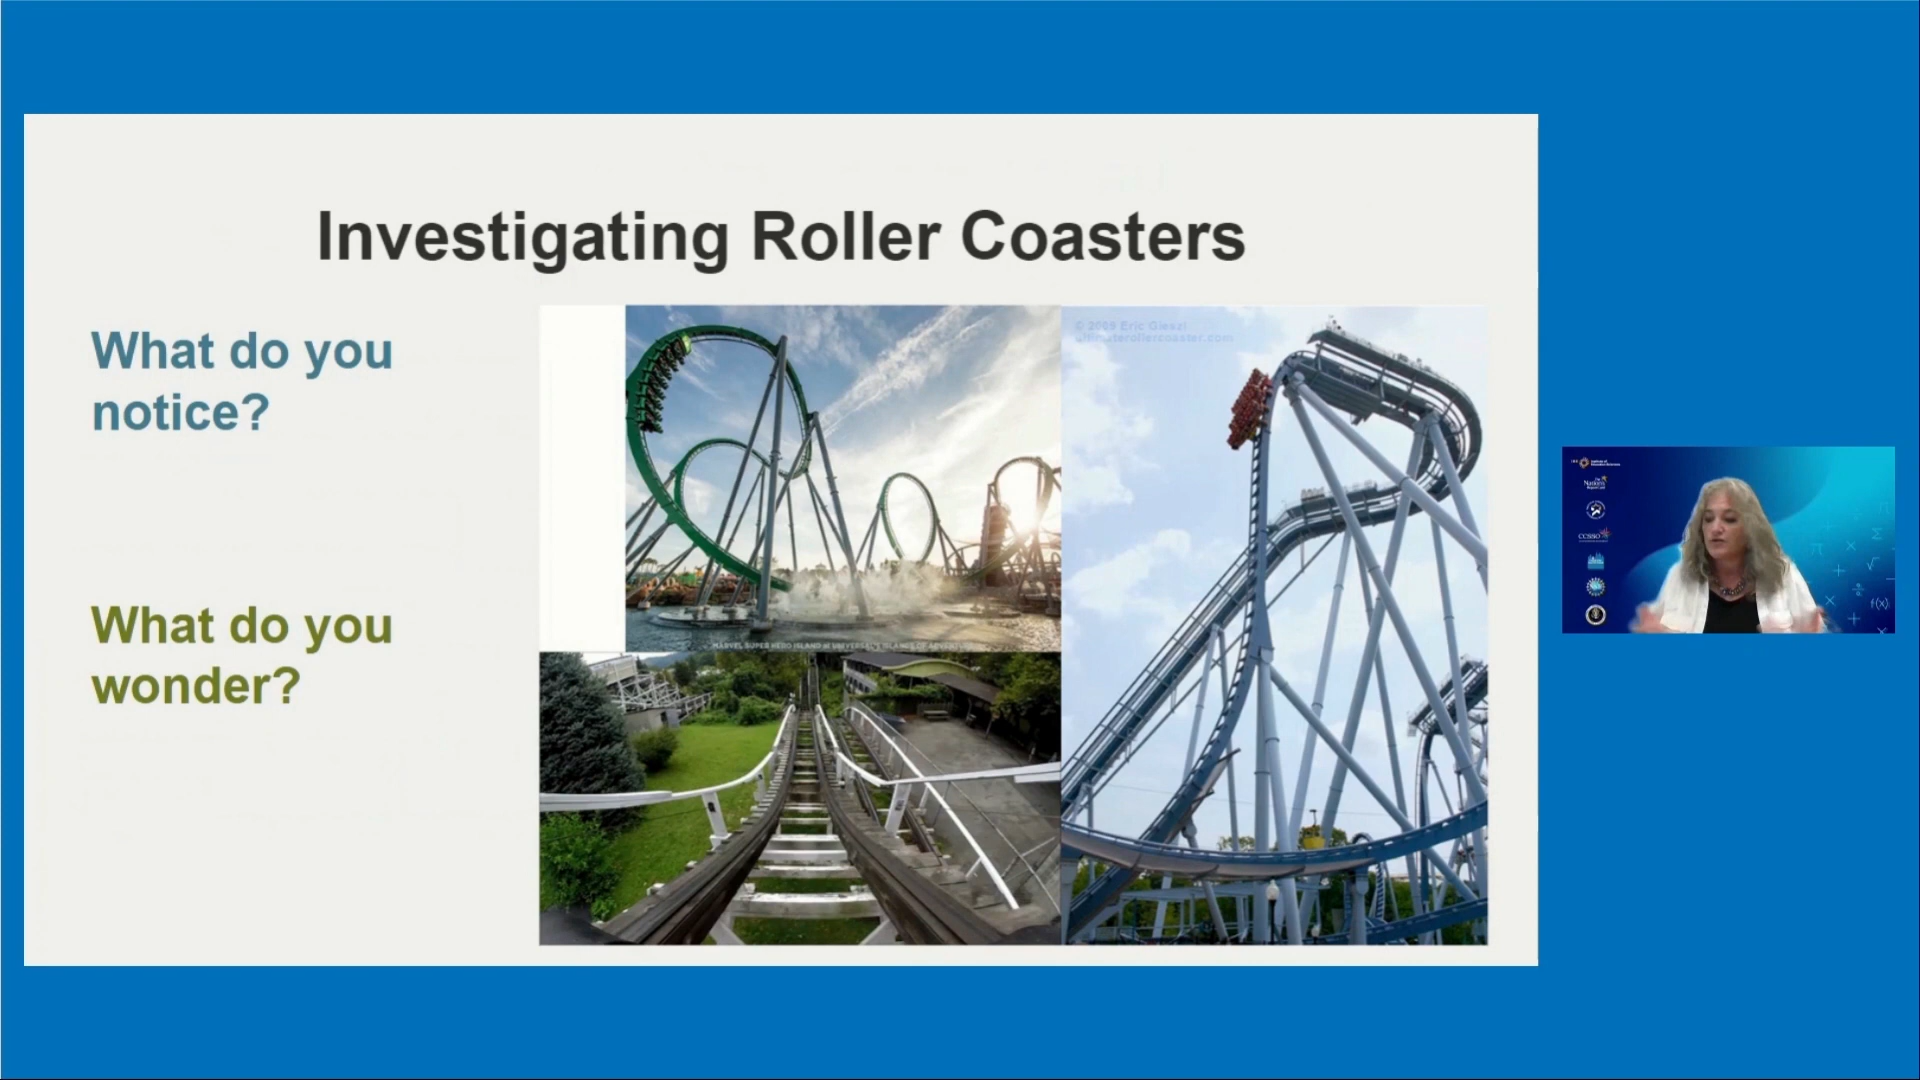 Investigating Roller Coasters
What do you
notice?
What do you
wonder?
© 2009 Eric Gieszl
ultimaterollercoaster.com
MARVEL SUPER HERO ISLAND at UNIVERSAL'S ISLANDS OF ADVENTURE
CCSSO
f(x)